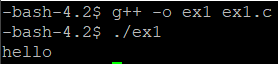 -bash-4.2$ g++ -o ex1 ex1.c
-bash-4.2$ ./ex1
hello